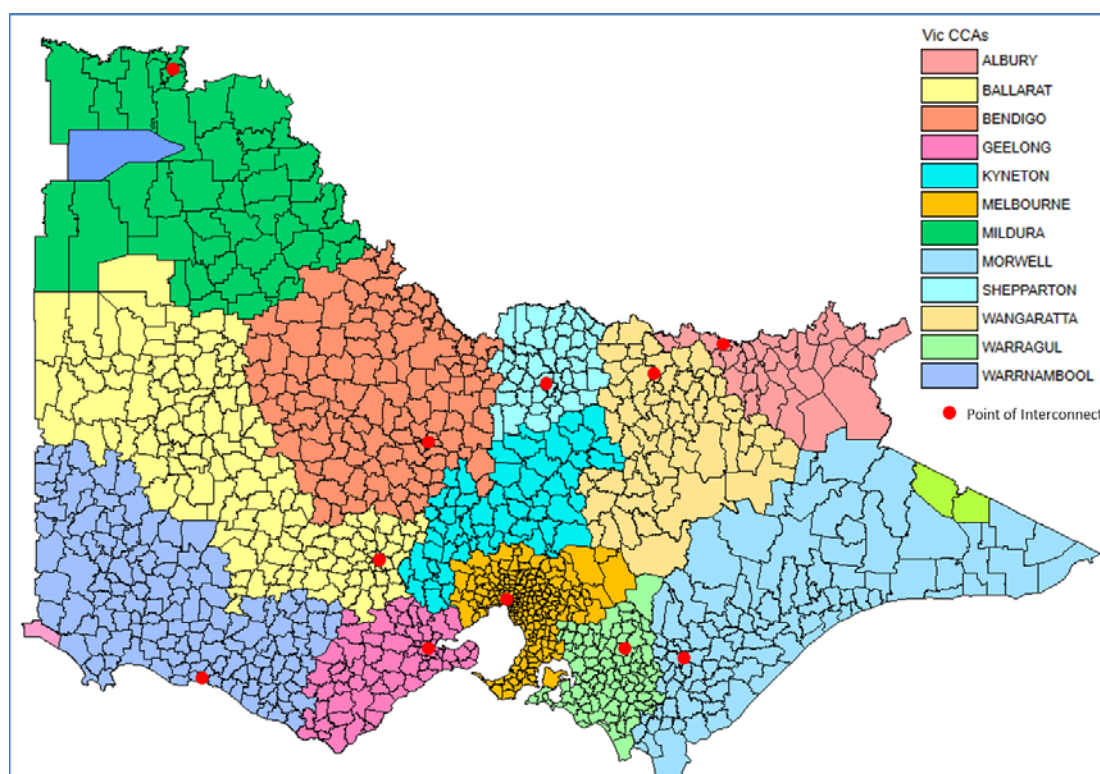 Vic CCAs
ALBURY
BALLARAT
BENDIGO
GEELONG
KYNETON
MELBOURNE
MILDURA
MORWELL
SHEPPARTON
WANGARATTA
WARRAGUL
WARRNAMBOOL
Point of Interconnect